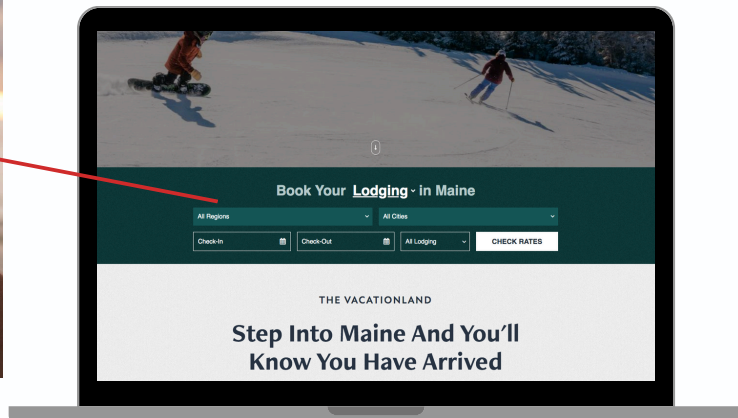 Book Your Lodging in Maine
All Regions
All Cities
Check-In
Check-Out
All Lodging
CHECK RATES
THE VACATIONLAND
Step Into Maine And You'll
Know You Have Arrived